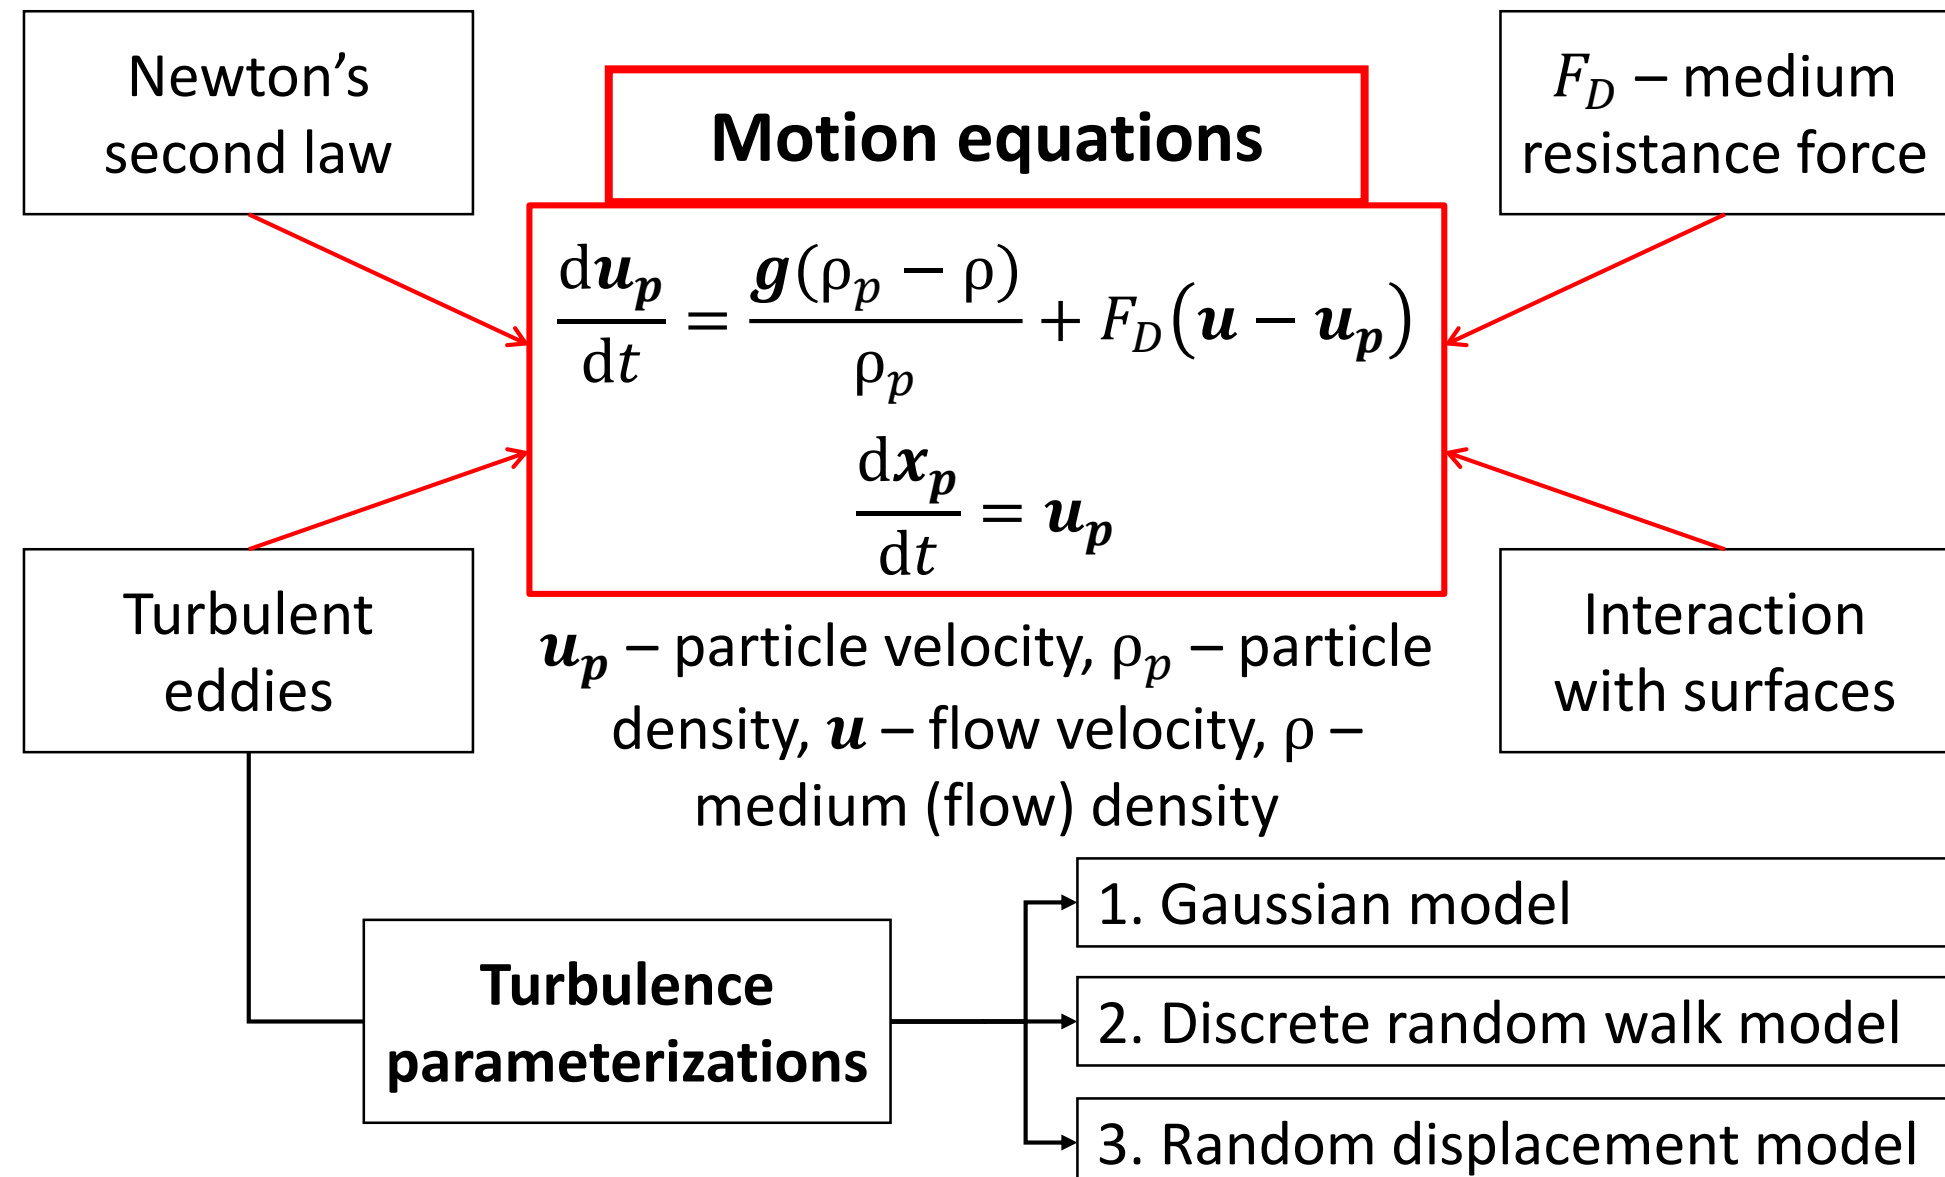 Newton’s
second law
Motion equations
F_D – medium
resistance force
d𝒖_𝒑/d𝑡 = 𝒈(ρ_𝑝 − ρ)/ρ_𝑝 + F_D(𝒖 − 𝒖_𝒑)
d𝒙_𝒑/d𝑡 = 𝒖_𝒑
Turbulent
eddies
Interaction
with surfaces
𝒖_𝒑 – particle velocity, ρ_𝑝 – particle
density, 𝒖 – flow velocity, ρ –
medium (flow) density
Turbulence
parameterizations
1. Gaussian model
2. Discrete random walk model
3. Random displacement model